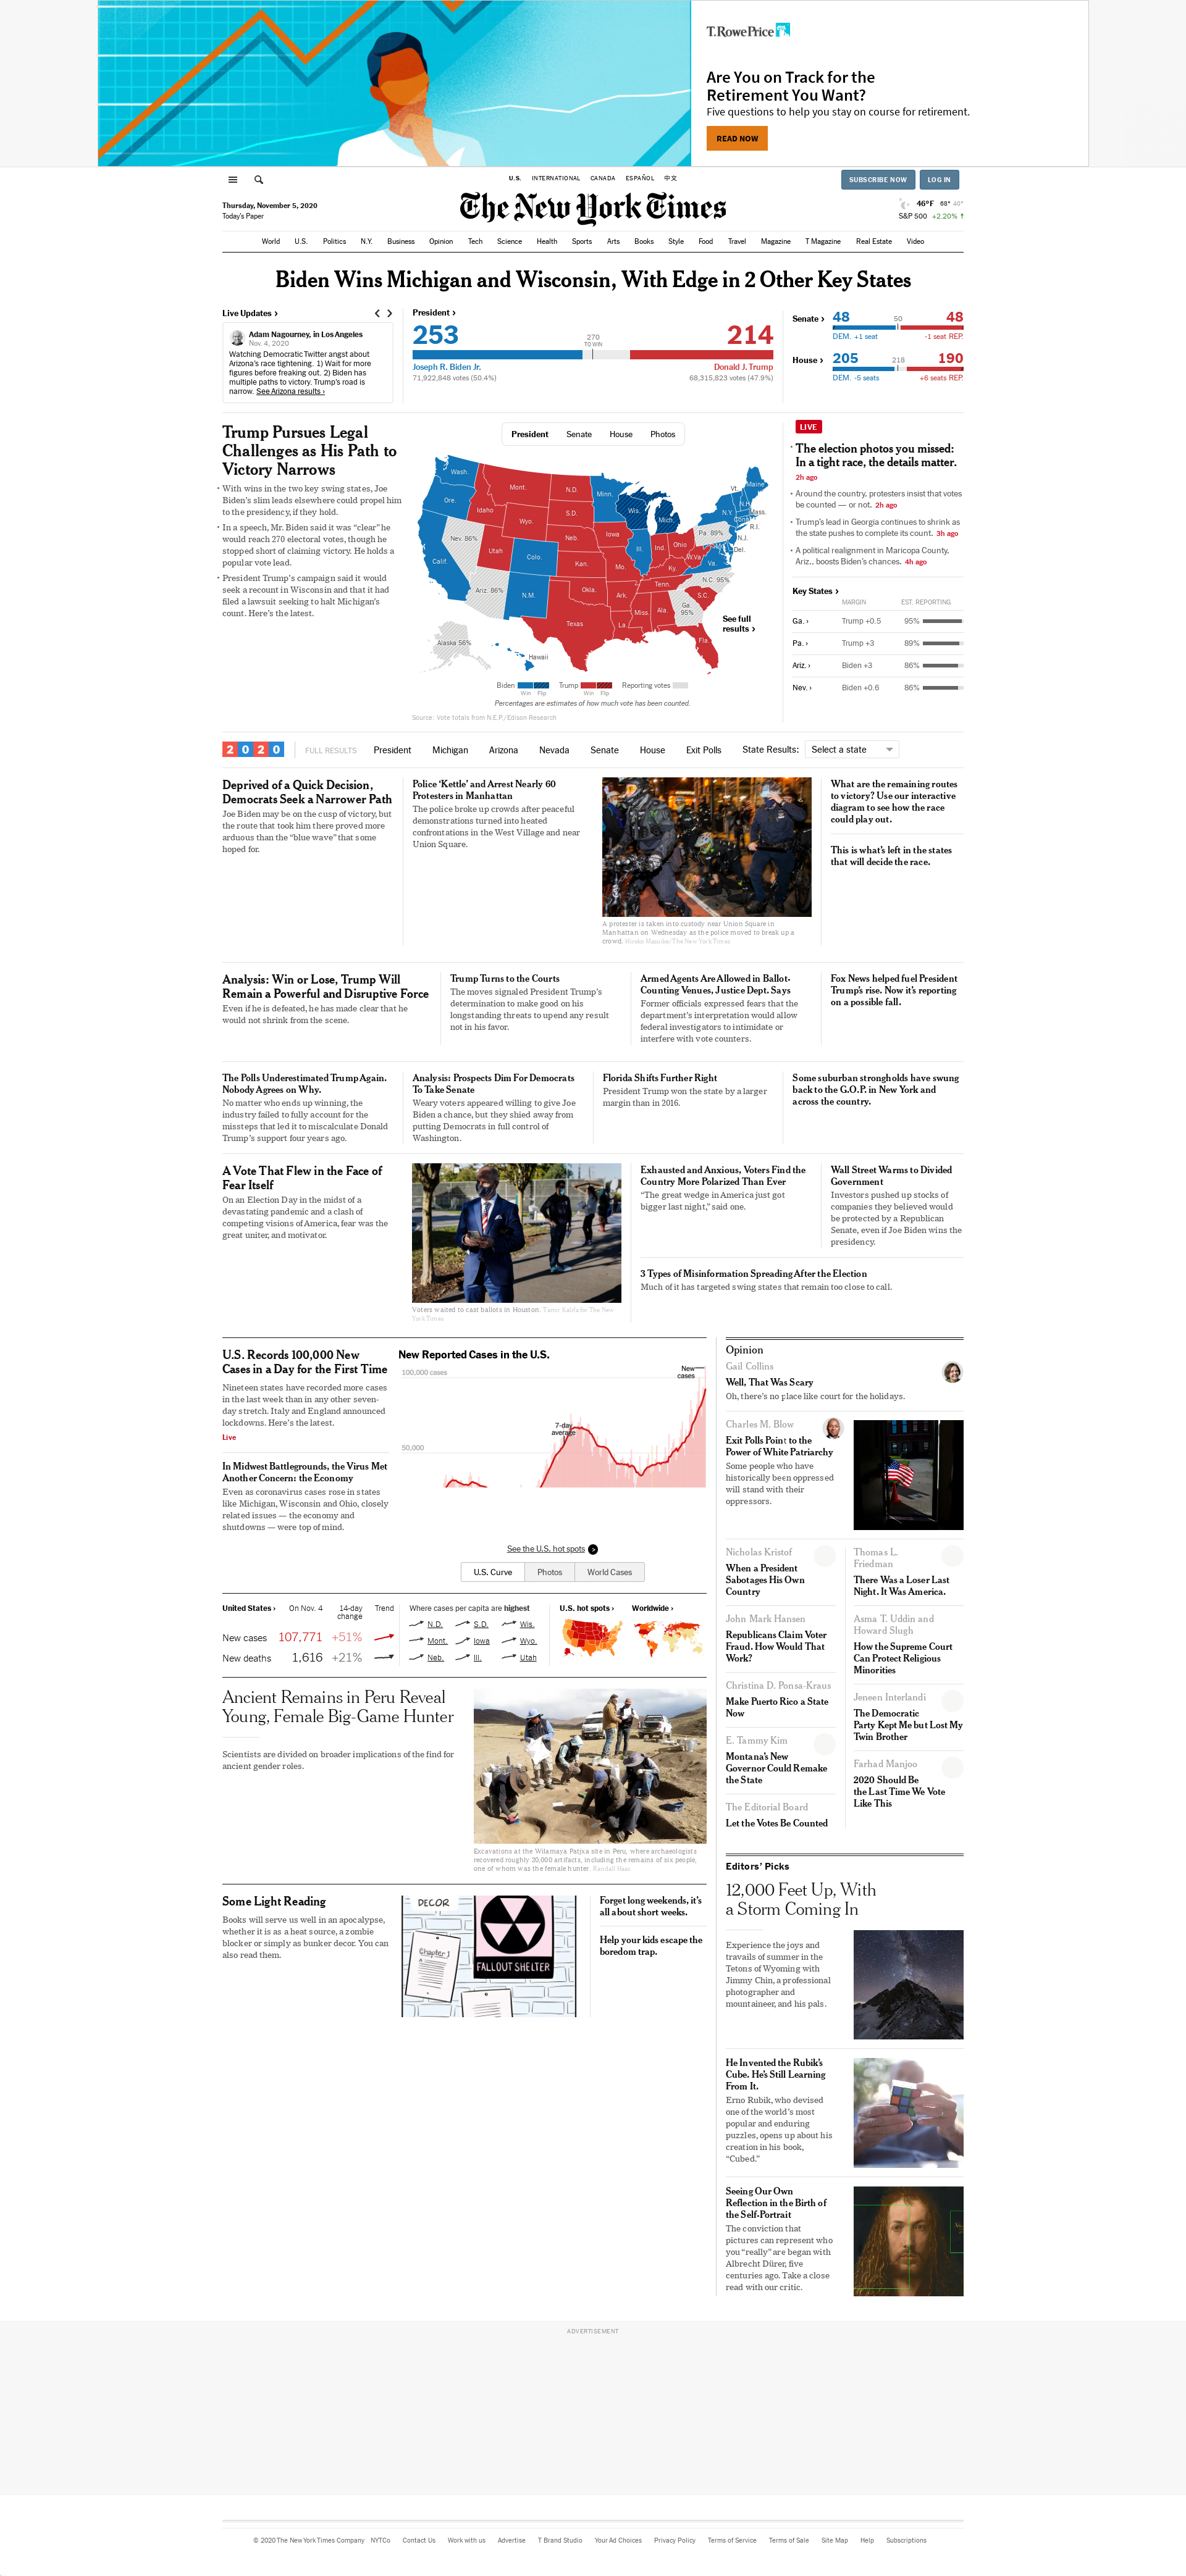 T.RowePrice
Are You on Track for the
Retirement You Want?
Five questions to help you stay on course for retirement.
READ NOW
U.S. INTERNATIONAL CANADA ESPAÑOL 中文
SUBSCRIBE NOW LOG IN
Thursday, November 5, 2020
Today's Paper
The New York Times
46°F 68° 40°
S&P 500 +2.20% ↑
World U.S. Politics N.Y. Business Opinion Tech Science Health Sports Arts Books Style Food Travel Magazine T Magazine Real Estate Video
Biden Wins Michigan and Wisconsin, With Edge in 2 Other Key States
Live Updates ›
Adam Nagourney, in Los Angeles
Nov. 4, 2020
Watching Democratic Twitter angst about
Arizona's race tightening. 1) Wait for more
figures before freaking out. 2) Biden has
multiple paths to victory. Trump's road is
narrow. See Arizona results ›
President ›
253
270
TO WIN
214
Joseph R. Biden Jr. Donald J. Trump
71,922,848 votes (50.4%) 68,315,823 votes (47.9%)
Senate › 48 50 48
DEM. +1 seat -1 seat REP.
House › 205 218 190
DEM. -5 seats +6 seats REP.
Trump Pursues Legal
Challenges as His Path to
Victory Narrows
• With wins in the two key swing states, Joe
Biden's slim leads elsewhere could propel him
to the presidency, if they hold.
• In a speech, Mr. Biden said it was “clear” he
would reach 270 electoral votes, though he
stopped short of claiming victory. He holds a
popular vote lead.
• President Trump's campaign said it would
seek a recount in Wisconsin and that it had
filed a lawsuit seeking to halt Michigan's
count. Here's the latest.
President Senate House Photos
Wash. Mont. N.D. Minn. Vt. Maine
Ore. Idaho S.D. Wis. Mich. N.Y. N.H. Mass.
Wyo. Conn. R.I.
Nev. 86% Utah Neb. Iowa Pa. 89% N.J.
Calif. Colo. Kan. Mo. Ill. Ind. Ohio W.Va. Va. Md. Del.
Ky.
Ariz. 86% N.M. Okla. Ark. Tenn. N.C. 95%
S.C.
Texas La. Miss. Ala. Ga.
95%
Fla.
Alaska 56% Hawaii
See full
results ›
Biden Trump Reporting votes
Win Flip Win Flip
Percentages are estimates of how much vote has been counted.
Source: Vote totals from N.E.P./Edison Research
LIVE
• The election photos you missed:
In a tight race, the details matter.
2h ago
• Around the country, protesters insist that votes
be counted — or not. 2h ago
• Trump's lead in Georgia continues to shrink as
the state pushes to complete its count. 3h ago
• A political realignment in Maricopa County,
Ariz., boosts Biden's chances. 4h ago
Key States ›
MARGIN EST. REPORTING
Ga. › Trump +0.5 95%
Pa. › Trump +3 89%
Ariz. › Biden +3 86%
Nev. › Biden +0.6 86%
2020 FULL RESULTS President Michigan Arizona Nevada Senate House Exit Polls State Results: Select a state
Deprived of a Quick Decision,
Democrats Seek a Narrower Path
Joe Biden may be on the cusp of victory, but
the route that took him there proved more
arduous than the “blue wave” that some
hoped for.
Police ‘Kettle’ and Arrest Nearly 60
Protesters in Manhattan
The police broke up crowds after peaceful
demonstrations turned into heated
confrontations in the West Village and near
Union Square.
A protester is taken into custody near Union Square in
Manhattan on Wednesday as the police moved to break up a
crowd. Hiroko Masuike/The New York Times
What are the remaining routes
to victory? Use our interactive
diagram to see how the race
could play out.
This is what's left in the states
that will decide the race.
Analysis: Win or Lose, Trump Will
Remain a Powerful and Disruptive Force
Even if he is defeated, he has made clear that he
would not shrink from the scene.
Trump Turns to the Courts
The moves signaled President Trump's
determination to make good on his
longstanding threats to upend any result
not in his favor.
Armed Agents Are Allowed in Ballot-
Counting Venues, Justice Dept. Says
Former officials expressed fears that the
department's interpretation would allow
federal investigators to intimidate or
interfere with vote counters.
Fox News helped fuel President
Trump's rise. Now it's reporting
on a possible fall.
The Polls Underestimated Trump Again.
Nobody Agrees on Why.
No matter who ends up winning, the
industry failed to fully account for the
missteps that led it to miscalculate Donald
Trump's support four years ago.
Analysis: Prospects Dim For Democrats
To Take Senate
Weary voters appeared willing to give Joe
Biden a chance, but they shied away from
putting Democrats in full control of
Washington.
Florida Shifts Further Right
President Trump won the state by a larger
margin than in 2016.
Some suburban strongholds have swung
back to the G.O.P. in New York and
across the country.
A Vote That Flew in the Face of
Fear Itself
On an Election Day in the midst of a
devastating pandemic and a clash of
competing visions of America, fear was the
great uniter, and motivator.
Voters waited to cast ballots in Houston. Tamir Kalifa for The New
York Times
Exhausted and Anxious, Voters Find the
Country More Polarized Than Ever
“The great wedge in America just got
bigger last night,” said one.
Wall Street Warms to Divided
Government
Investors pushed up stocks of
companies they believed would
be protected by a Republican
Senate, even if Joe Biden wins the
presidency.
3 Types of Misinformation Spreading After the Election
Much of it has targeted swing states that remain too close to call.
U.S. Records 100,000 New
Cases in a Day for the First Time
Nineteen states have recorded more cases
in the last week than in any other seven-
day stretch. Italy and England announced
lockdowns. Here's the latest.
Live
In Midwest Battlegrounds, the Virus Met
Another Concern: the Economy
Even as coronavirus cases rose in states
like Michigan, Wisconsin and Ohio, closely
related issues — the economy and
shutdowns — were top of mind.
New Reported Cases in the U.S.
100,000 cases
New
cases
7-day
average
50,000
See the U.S. hot spots >
U.S. Curve Photos World Cases
United States › On Nov. 4 14-day
change Trend
New cases 107,771 +51%
New deaths 1,616 +21%
Where cases per capita are highest
N.D. S.D. Wis.
Mont. Iowa Wyo.
Neb. Ill. Utah
U.S. hot spots › Worldwide ›
Ancient Remains in Peru Reveal
Young, Female Big-Game Hunter
Scientists are divided on broader implications of the find for
ancient gender roles.
Excavations at the Wilamaya Patjxa site in Peru, where archaeologists
recovered roughly 20,000 artifacts, including the remains of six people,
one of whom was the female hunter. Randall Haas
Some Light Reading
Books will serve us well in an apocalypse,
whether it is as a heat source, a zombie
blocker or simply as bunker decor. You can
also read them.
DECOR
Chapter 1
FALLOUT SHELTER
Forget long weekends, it's
all about short weeks.
Help your kids escape the
boredom trap.
Opinion
Gail Collins
Well, That Was Scary
Oh, there's no place like court for the holidays.
Charles M. Blow
Exit Polls Point to the
Power of White Patriarchy
Some people who have
historically been oppressed
will stand with their
oppressors.
Nicholas Kristof
When a President
Sabotages His Own
Country
John Mark Hansen
Republicans Claim Voter
Fraud. How Would That
Work?
Christina D. Ponsa-Kraus
Make Puerto Rico a State
Now
E. Tammy Kim
Montana's New
Governor Could Remake
the State
The Editorial Board
Let the Votes Be Counted
Thomas L.
Friedman
There Was a Loser Last
Night. It Was America.
Asma T. Uddin and
Howard Slugh
How the Supreme Court
Can Protect Religious
Minorities
Jeneen Interlandi
The Democratic
Party Kept Me but Lost My
Twin Brother
Farhad Manjoo
2020 Should Be
the Last Time We Vote
Like This
Editors' Picks
12,000 Feet Up, With
a Storm Coming In
Experience the joys and
travails of summer in the
Tetons of Wyoming with
Jimmy Chin, a professional
photographer and
mountaineer, and his pals.
He Invented the Rubik's
Cube. He's Still Learning
From It.
Erno Rubik, who devised
one of the world's most
popular and enduring
puzzles, opens up about his
creation in his book,
“Cubed.”
Seeing Our Own
Reflection in the Birth of
the Self-Portrait
The conviction that
pictures can represent who
you “really” are began with
Albrecht Dürer, five
centuries ago. Take a close
read with our critic.
ADVERTISEMENT
© 2020 The New York Times Company NYTCo Contact Us Work with us Advertise T Brand Studio Your Ad Choices Privacy Policy Terms of Service Terms of Sale Site Map Help Subscriptions